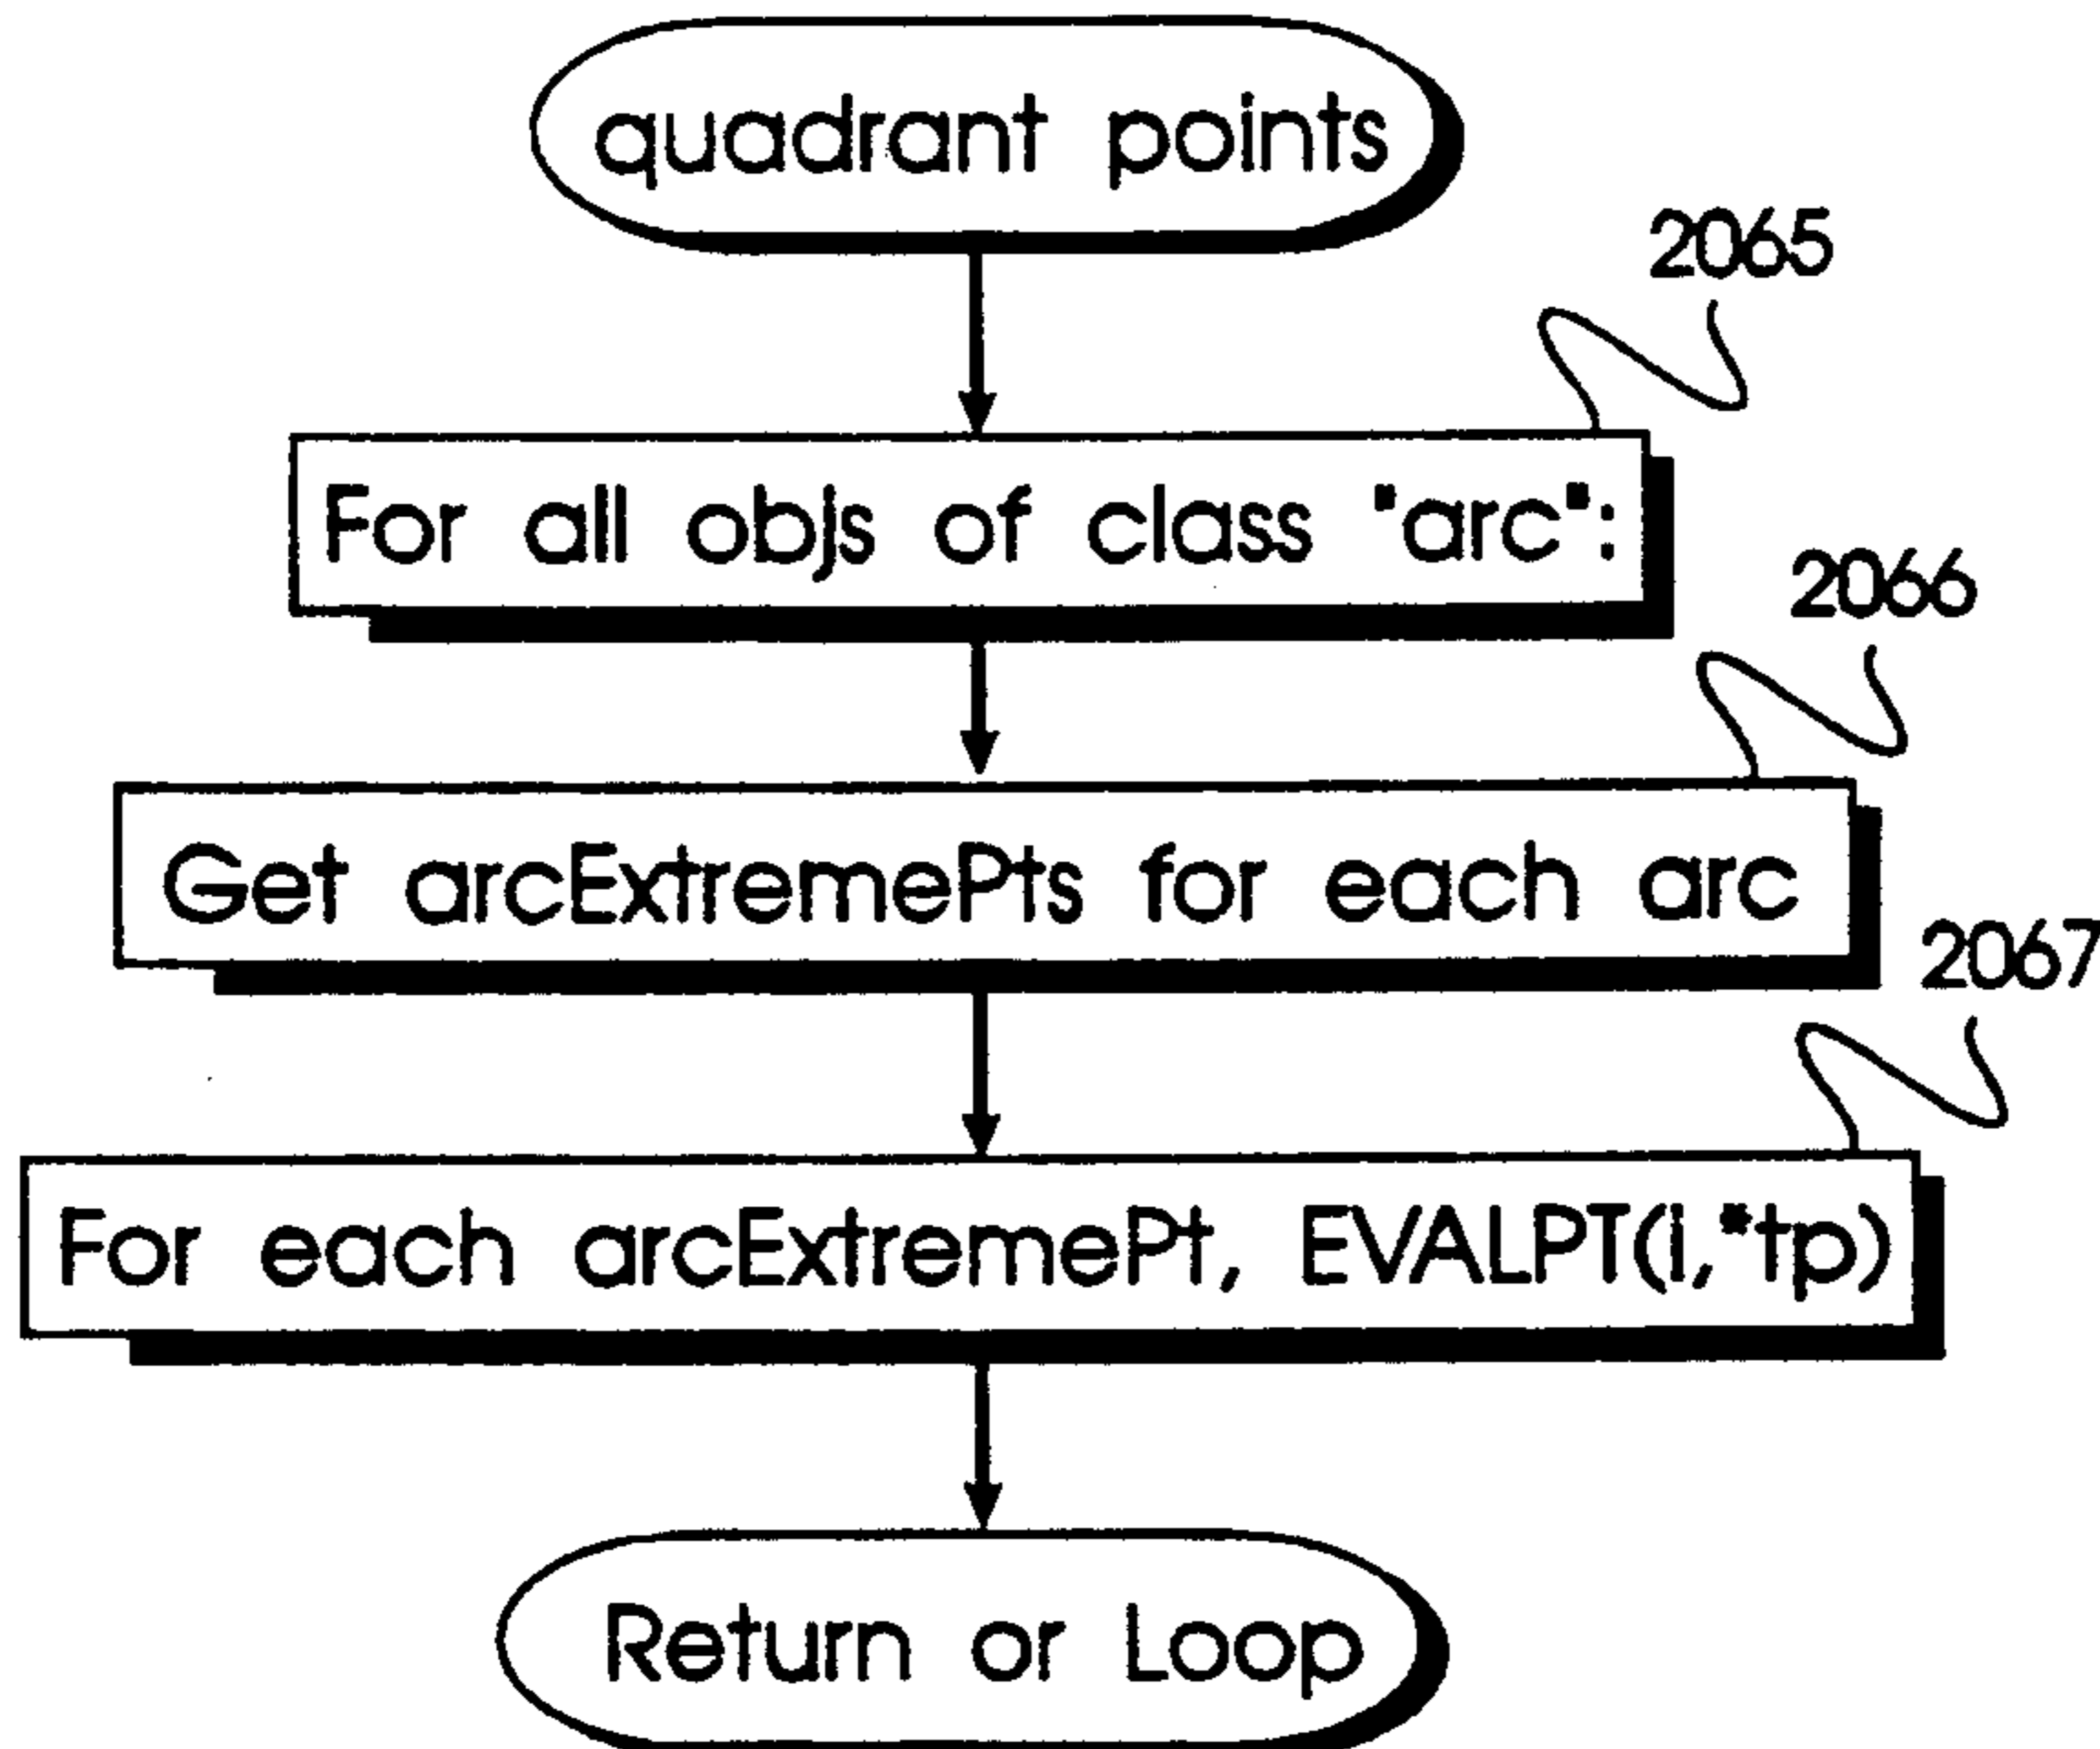 quadrant points
2065
For all objs of class "arc":
2066
Get arcExtremePts for each arc
2067
For each arcExtremePt, EVALPT(i,*tp)
Return or Loop